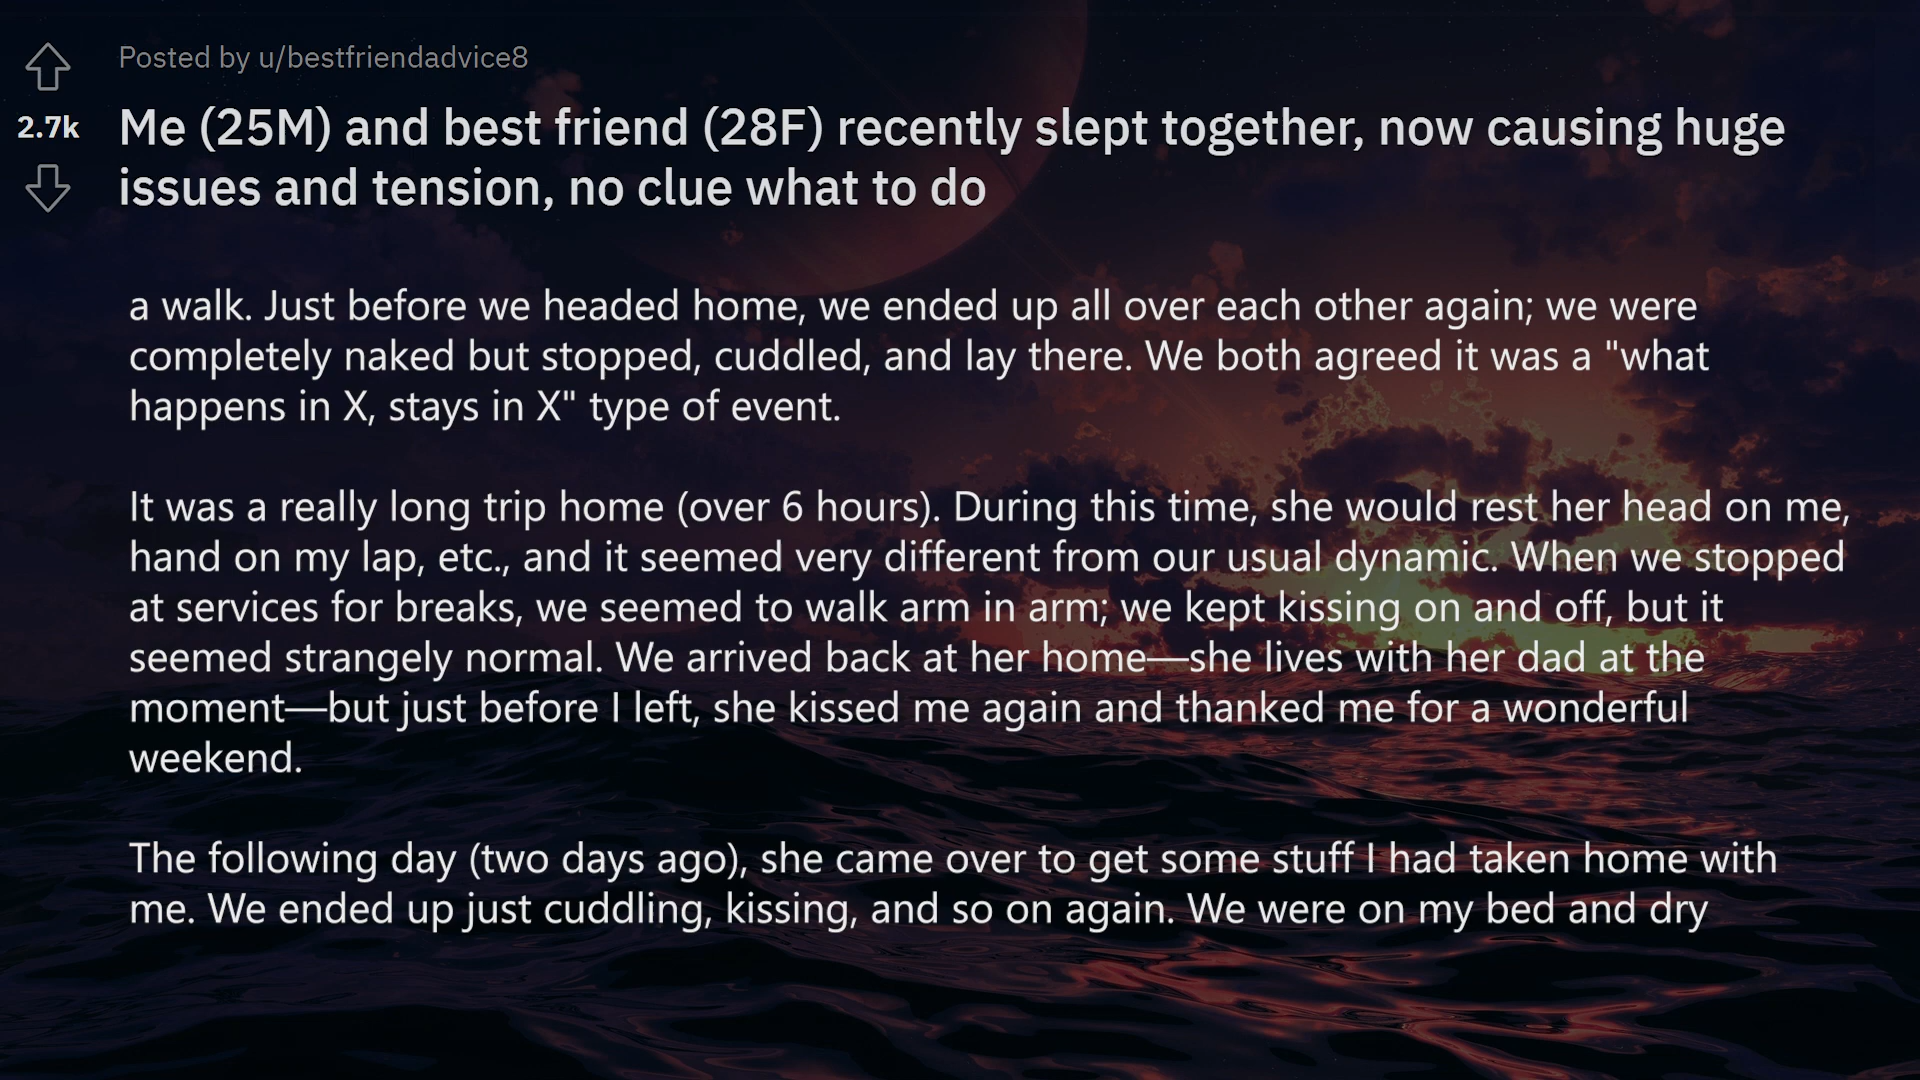 Posted by u/bestfriendadvice8
2.7k
Me (25M) and best friend (28F) recently slept together, now causing huge
issues and tension, no clue what to do
a walk. Just before we headed home, we ended up all over each other again; we were
completely naked but stopped, cuddled, and lay there. We both agreed it was a "what
happens in X, stays in X" type of event.
It was a really long trip home (over 6 hours). During this time, she would rest her head on me,
hand on my lap, etc., and it seemed very different from our usual dynamic. When we stopped
at services for breaks, we seemed to walk arm in arm; we kept kissing on and off, but it
seemed strangely normal. We arrived back at her home—she lives with her dad at the
moment—but just before I left, she kissed me again and thanked me for a wonderful
weekend.
The following day (two days ago), she came over to get some stuff I had taken home with
me. We ended up just cuddling, kissing, and so on again. We were on my bed and dry